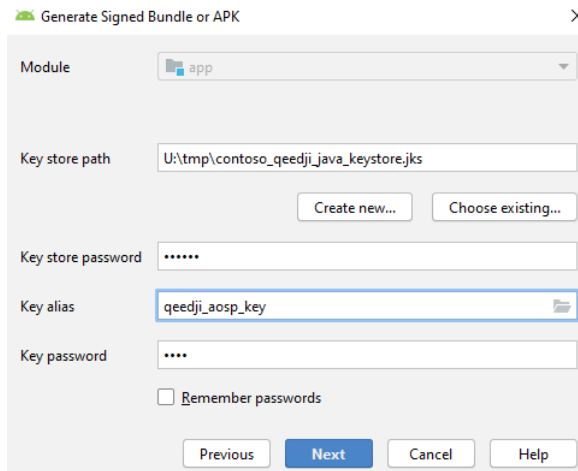 Generate Signed Bundle or APK
Module app
Key store path U:\tmp\contoso_qeedji_java_keystore.jks
Create new... Choose existing...
Key store password ••••••
Key alias qeedji_aosp_key
Key password ••••
Remember passwords
Previous Next Cancel Help